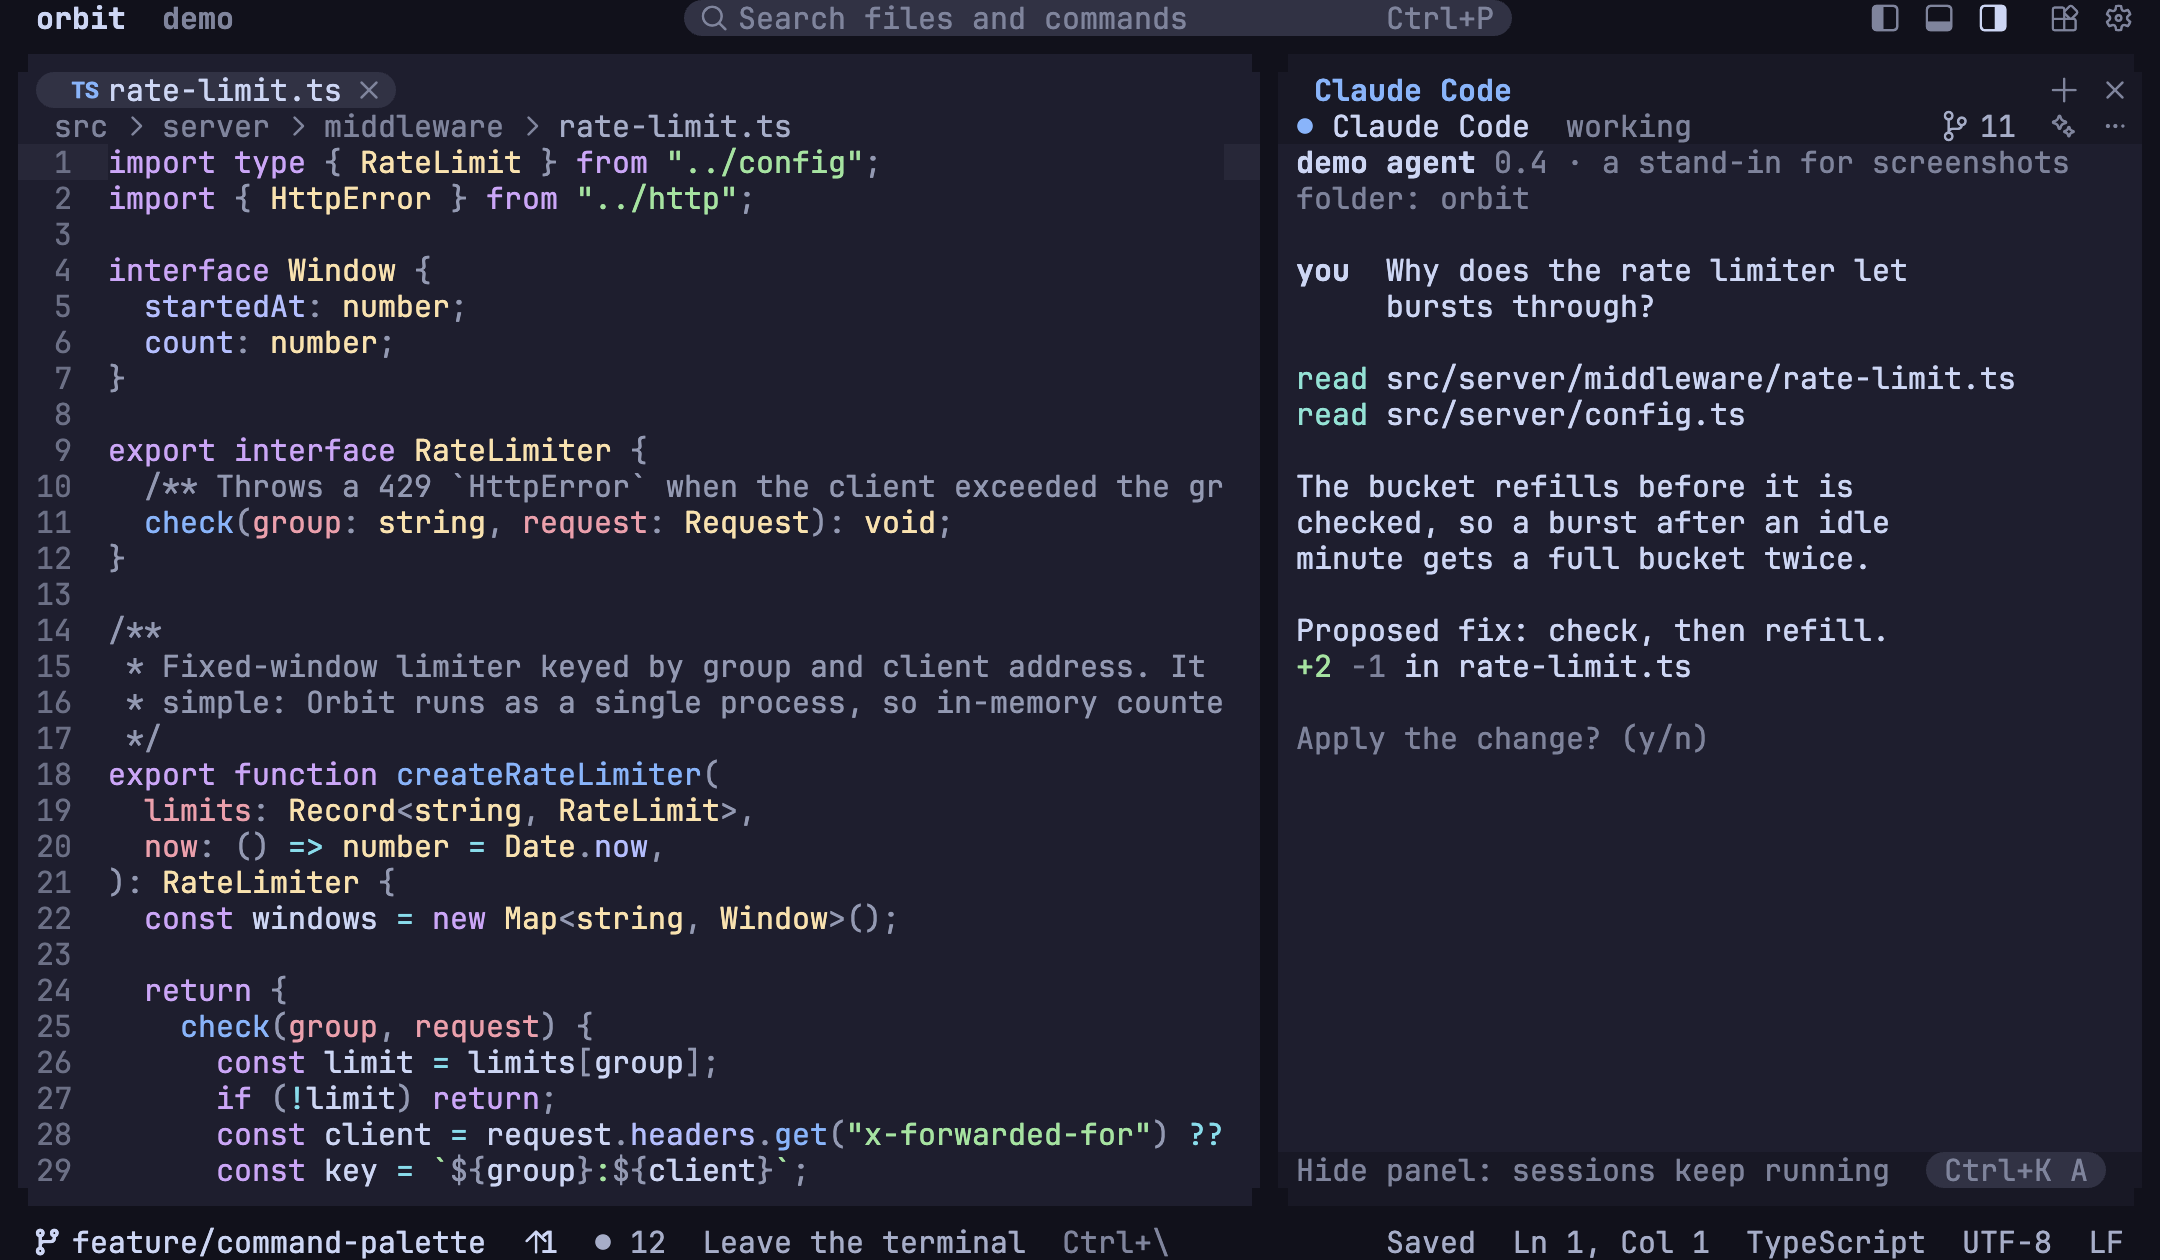 orbit demo
Search files and commands Ctrl+P
TS rate-limit.ts
src > server > middleware > rate-limit.ts
1 import type { RateLimit } from "../config";
2 import { HttpError } from "../http";
3
4 interface Window {
5 startedAt: number;
6 count: number;
7 }
8
9 export interface RateLimiter {
10 /** Throws a 429 `HttpError` when the client exceeded the gr
11 check(group: string, request: Request): void;
12 }
13
14 /**
15 * Fixed-window limiter keyed by group and client address. It
16 * simple: Orbit runs as a single process, so in-memory counte
17 */
18 export function createRateLimiter(
19 limits: Record<string, RateLimit>,
20 now: () => number = Date.now,
21 ): RateLimiter {
22 const windows = new Map<string, Window>();
23
24 return {
25 check(group, request) {
26 const limit = limits[group];
27 if (!limit) return;
28 const client = request.headers.get("x-forwarded-for") ??
29 const key = `${group}:${client}`;
Claude Code
Claude Code working 11
demo agent 0.4 · a stand-in for screenshots
folder: orbit
you Why does the rate limiter let
bursts through?
read src/server/middleware/rate-limit.ts
read src/server/config.ts
The bucket refills before it is
checked, so a burst after an idle
minute gets a full bucket twice.
Proposed fix: check, then refill.
+2 -1 in rate-limit.ts
Apply the change? (y/n)
Hide panel: sessions keep running Ctrl+K A
feature/command-palette ↑1 ● 12 Leave the terminal Ctrl+\
Saved Ln 1, Col 1 TypeScript UTF-8 LF